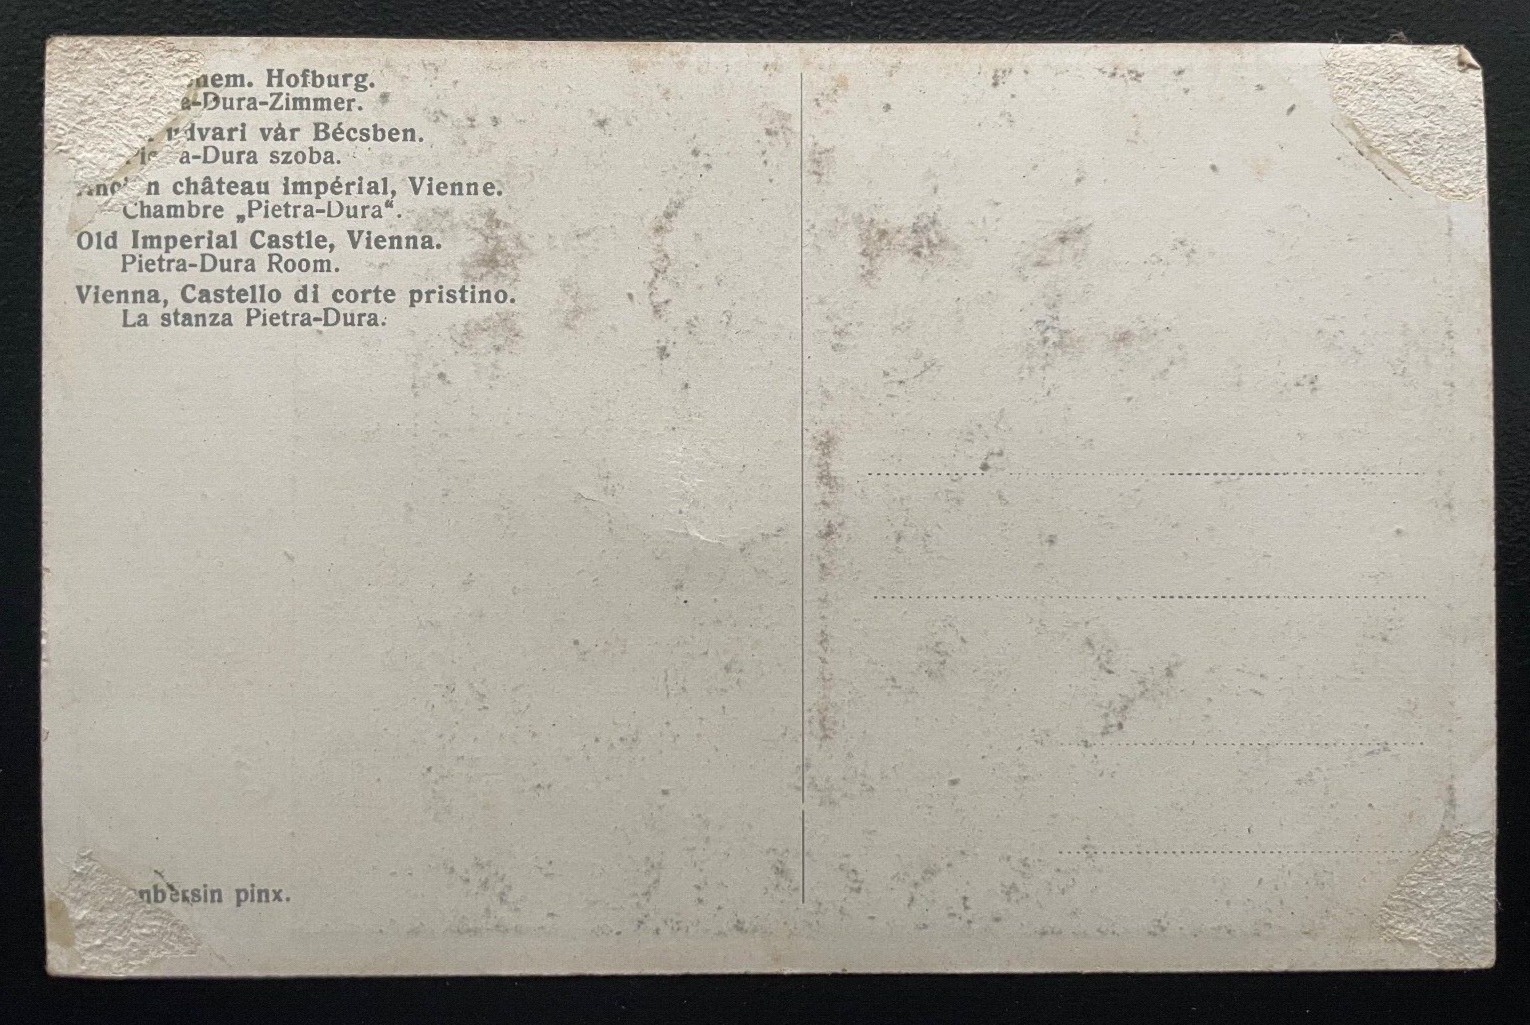 Hofburg.
-Dura-Zimmer.
udvari vár Bécsben.
-Dura szoba.
château impérial, Vienne.
Chambre „Pietra-Dura“.
Old Imperial Castle, Vienna.
Pietra-Dura Room.
Vienna, Castello di corte pristino.
La stanza Pietra-Dura.
pinx.